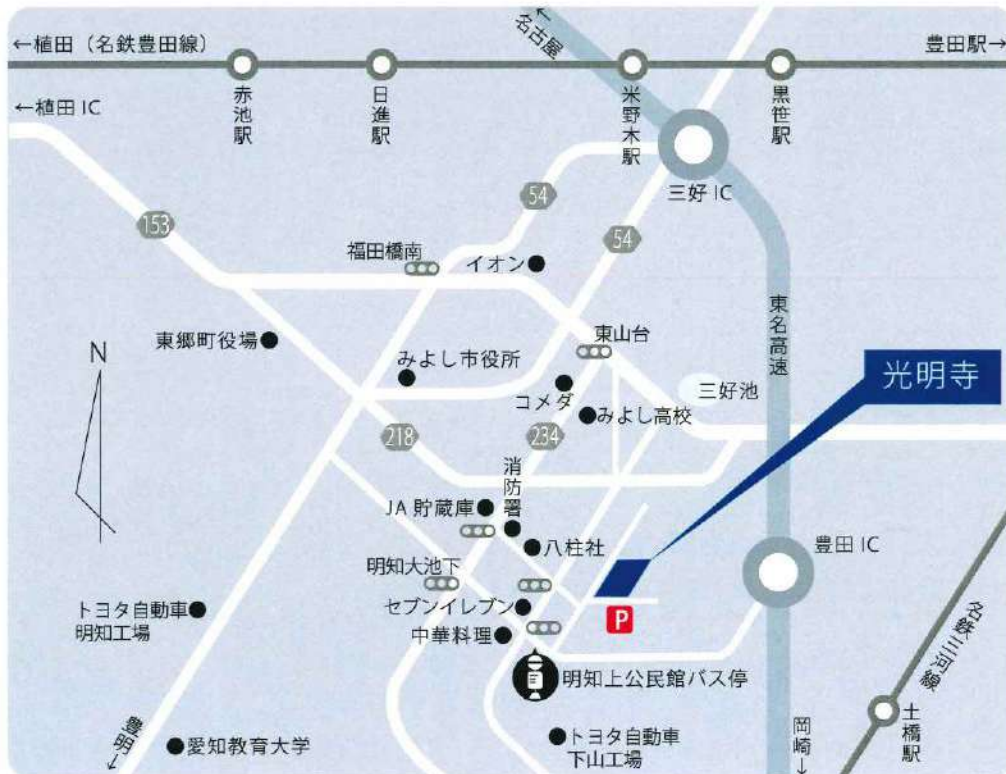 ←植田（名鉄豊田線）
豊田駅→
←名古屋
←植田 IC
赤池駅
日進駅
米野木駅
黒笹駅
三好 IC
54
153
54
福田橋南
イオン
東名高速
東郷町役場
東山台
みよし市役所
光明寺
三好池
コメダ
みよし高校
N
218
234
消防署
JA 貯蔵庫
八柱社
豊田 IC
明知大池下
トヨタ自動車
明知工場
セブンイレブン
P
中華料理
名鉄三河線
明知上公民館バス停
豊明→
愛知教育大学
トヨタ自動車
下山工場
岡崎→
土橋駅